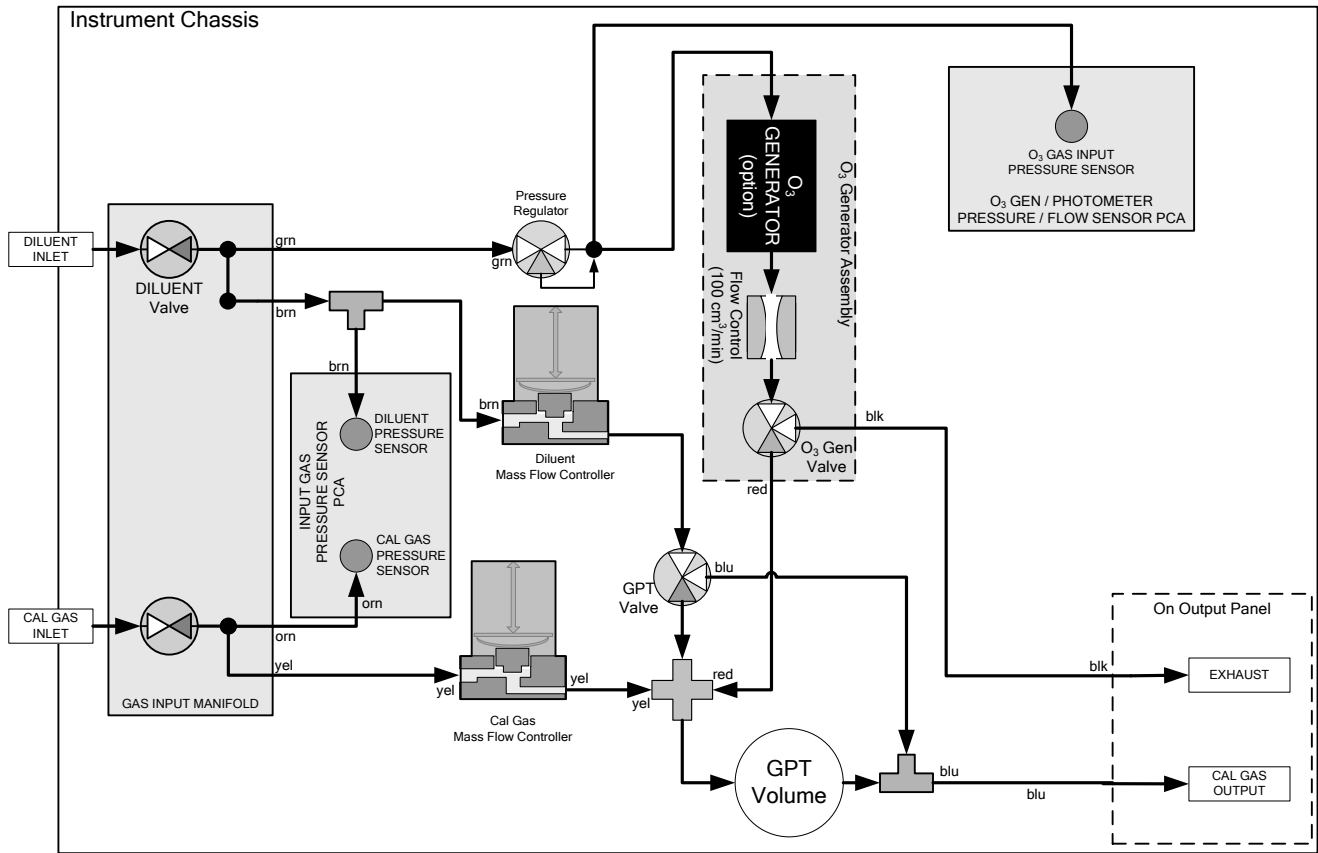 Instrument Chassis
O₃ GAS INPUT
PRESSURE SENSOR
O₃ GEN / PHOTOMETER
PRESSURE / FLOW SENSOR PCA
O₃
GENERATOR
(option)
O₃ Generator Assembly
Pressure
Regulator
DILUENT
INLET
grn
grn
DILUENT
Valve
brn
Flow Control
(100 cm³/min)
brn
brn
DILUENT
PRESSURE
SENSOR
INPUT GAS
PRESSURE SENSOR
PCA
CAL GAS
PRESSURE
SENSOR
Diluent
Mass Flow Controller
blk
O₃ Gen
Valve
red
blu
GPT
Valve
CAL GAS
INLET
orn
orn
yel
On Output Panel
yel
yel
yel
red
blk
EXHAUST
GAS INPUT MANIFOLD
Cal Gas
Mass Flow Controller
GPT
Volume
blu
blu
CAL GAS
OUTPUT